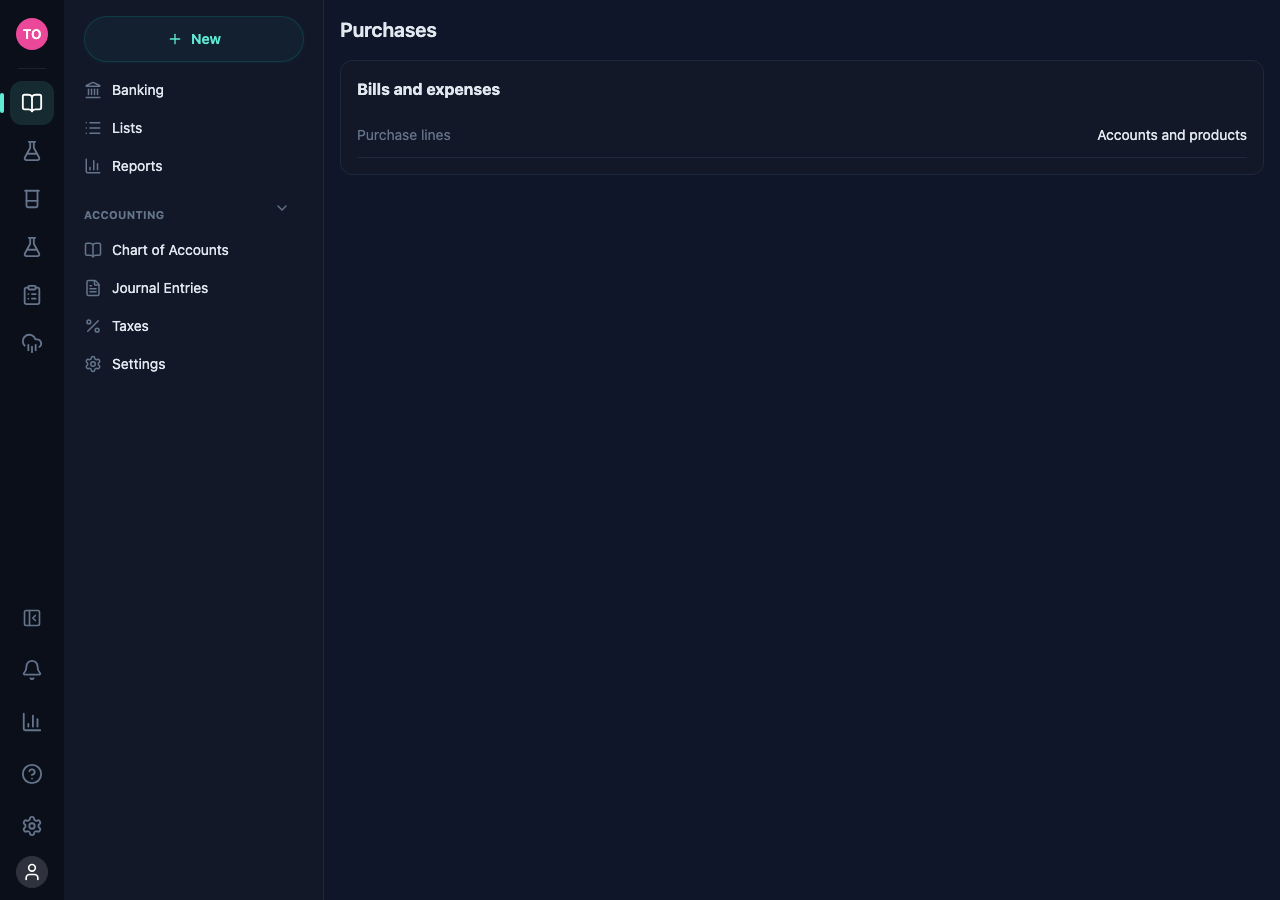 TO
New
Banking
Lists
Reports
ACCOUNTING
Chart of Accounts
Journal Entries
Taxes
Settings
Purchases
Bills and expenses
Purchase lines
Accounts and products